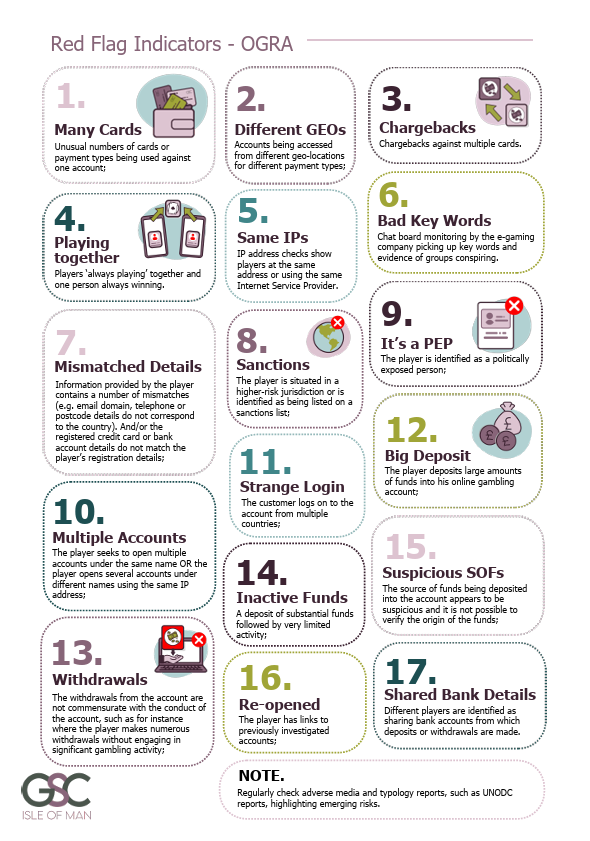 Red Flag Indicators - OGRA
1.
Many Cards
Unusual numbers of cards or
payment types being used against
one account;
2.
Different GEOs
Accounts being accessed
from different geo-locations
for different payment types;
3.
Chargebacks
Chargebacks against multiple cards.
4.
Playing
together
Players ‘always playing’ together and
one person always winning.
5.
Same IPs
IP address checks show
players at the same
address or using the same
Internet Service Provider.
6.
Bad Key Words
Chat board monitoring by the e-gaming
company picking up key words and
evidence of groups conspiring.
7.
Mismatched Details
Information provided by the player
contains a number of mismatches
(e.g. email domain, telephone or
postcode details do not correspond
to the country). And/or the
registered credit card or bank
account details do not match the
player's registration details;
8.
Sanctions
The player is situated in a
higher-risk jurisdiction or is
identified as being listed on a
sanctions list;
9.
It’s a PEP
The player is identified as a politically
exposed person;
10.
Multiple Accounts
The player seeks to open multiple
accounts under the same name OR the
player opens several accounts under
different names using the same IP
address;
11.
Strange Login
The customer logs on to the
account from multiple
countries;
12.
Big Deposit
The player deposits large amounts
of funds into his online gambling
account;
£
£
£
13.
Withdrawals
The withdrawals from the account are
not commensurate with the conduct of
the account, such as for instance
where the player makes numerous
withdrawals without engaging in
significant gambling activity;
14.
Inactive Funds
A deposit of substantial funds
followed by very limited
activity;
15.
Suspicious SOFs
The source of funds being deposited
into the account appears to be
suspicious and it is not possible to
verify the origin of the funds;
16.
Re-opened
The player has links to
previously investigated
accounts;
17.
Shared Bank Details
Different players are identified as
sharing bank accounts from which
deposits or withdrawals are made.
NOTE.
Regularly check adverse media and typology reports, such as UNODC
reports, highlighting emerging risks.
GSC
ISLE OF MAN